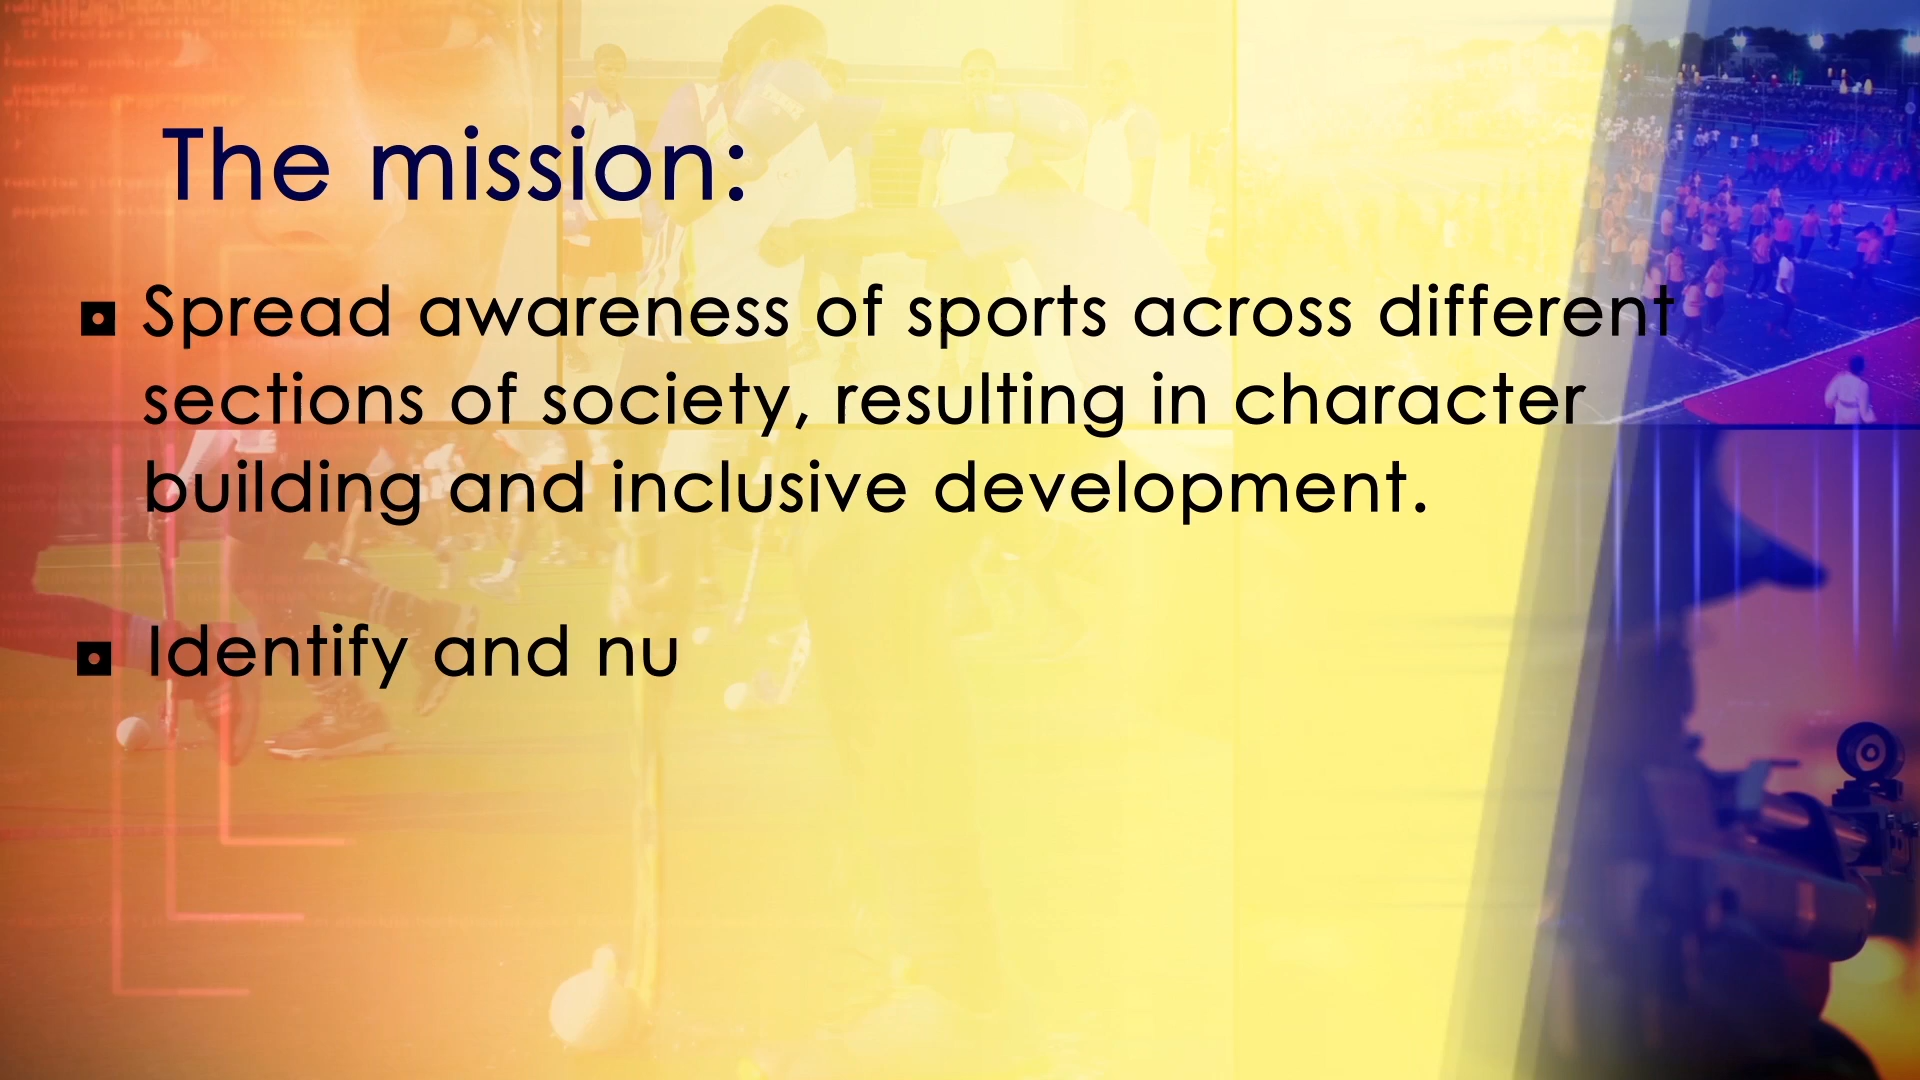 The mission:
Spread awareness of sports across different
sections of society, resulting in character
building and inclusive development.
Identify and nu